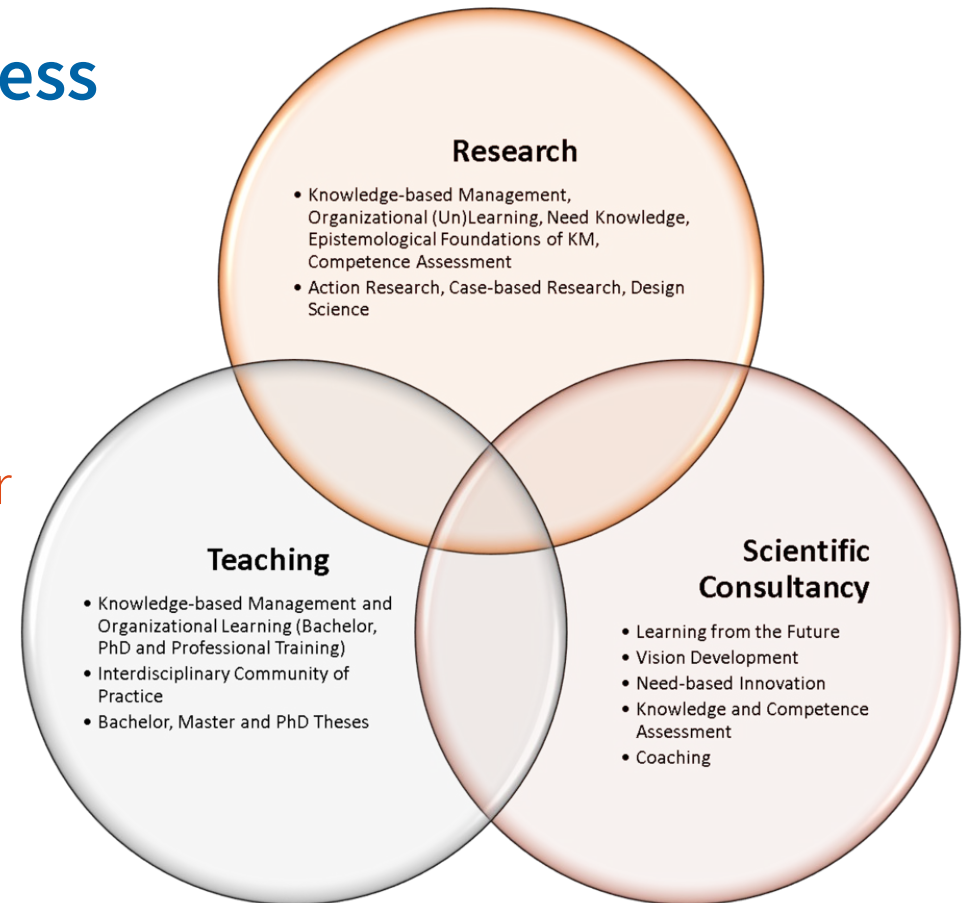 ess
Research
• Knowledge-based Management,
Organizational (Un)Learning, Need Knowledge,
Epistemological Foundations of KM,
Competence Assessment
• Action Research, Case-based Research, Design
Science
r
Teaching
• Knowledge-based Management and
Organizational Learning (Bachelor,
PhD and Professional Training)
• Interdisciplinary Community of
Practice
• Bachelor, Master and PhD Theses
Scientific
Consultancy
• Learning from the Future
• Vision Development
• Need-based Innovation
• Knowledge and Competence
Assessment
• Coaching